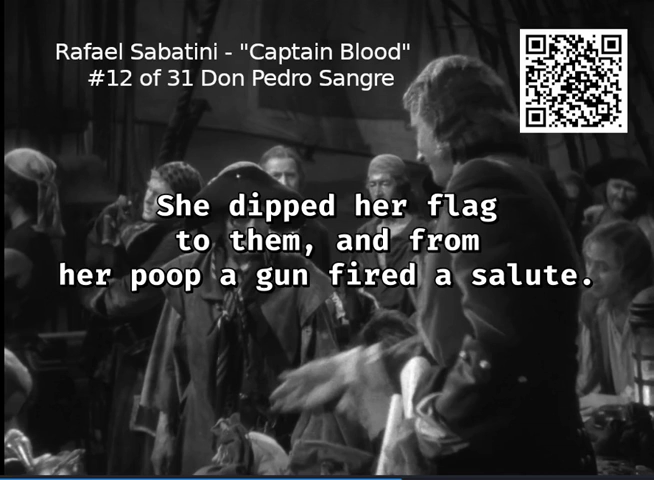 Rafael Sabatini - "Captain Blood"
#12 of 31 Don Pedro Sangre
She dipped her flag
to them, and from
her poop a gun fired a salute.